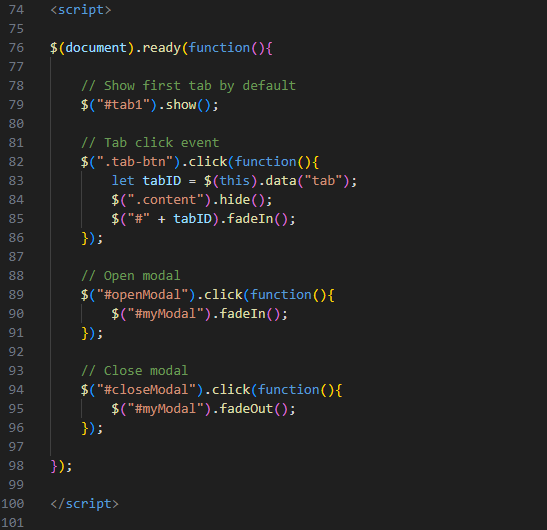 74 <script>
75
76 $(document).ready(function(){
77
78     // Show first tab by default
79     $("#tab1").show();
80
81     // Tab click event
82     $(".tab-btn").click(function(){
83         let tabID = $(this).data("tab");
84         $(".content").hide();
85         $("#" + tabID).fadeIn();
86     });
87
88     // Open modal
89     $("#openModal").click(function(){
90         $("#myModal").fadeIn();
91     });
92
93     // Close modal
94     $("#closeModal").click(function(){
95         $("#myModal").fadeOut();
96     });
97
98 });
99
100 </script>
101